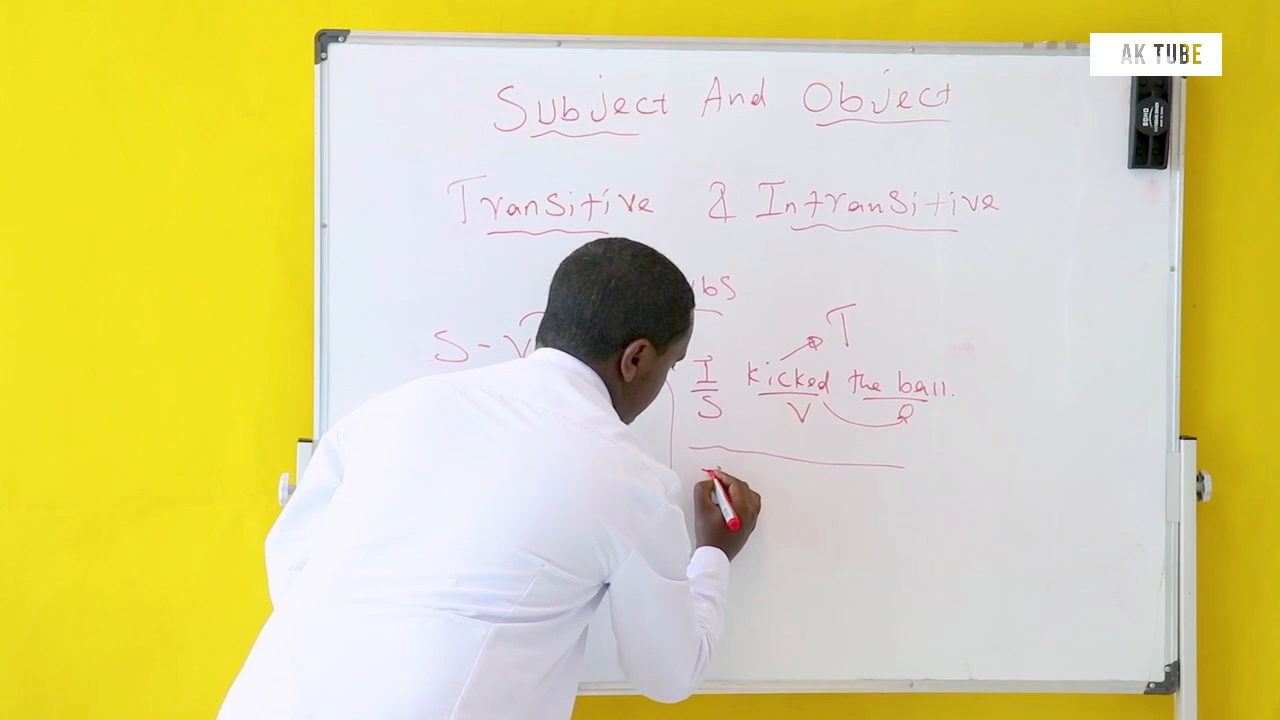 AK TUBE
Subject And Object
Transitive & Intransitive
S - V
T
I kicked the ball.
S V